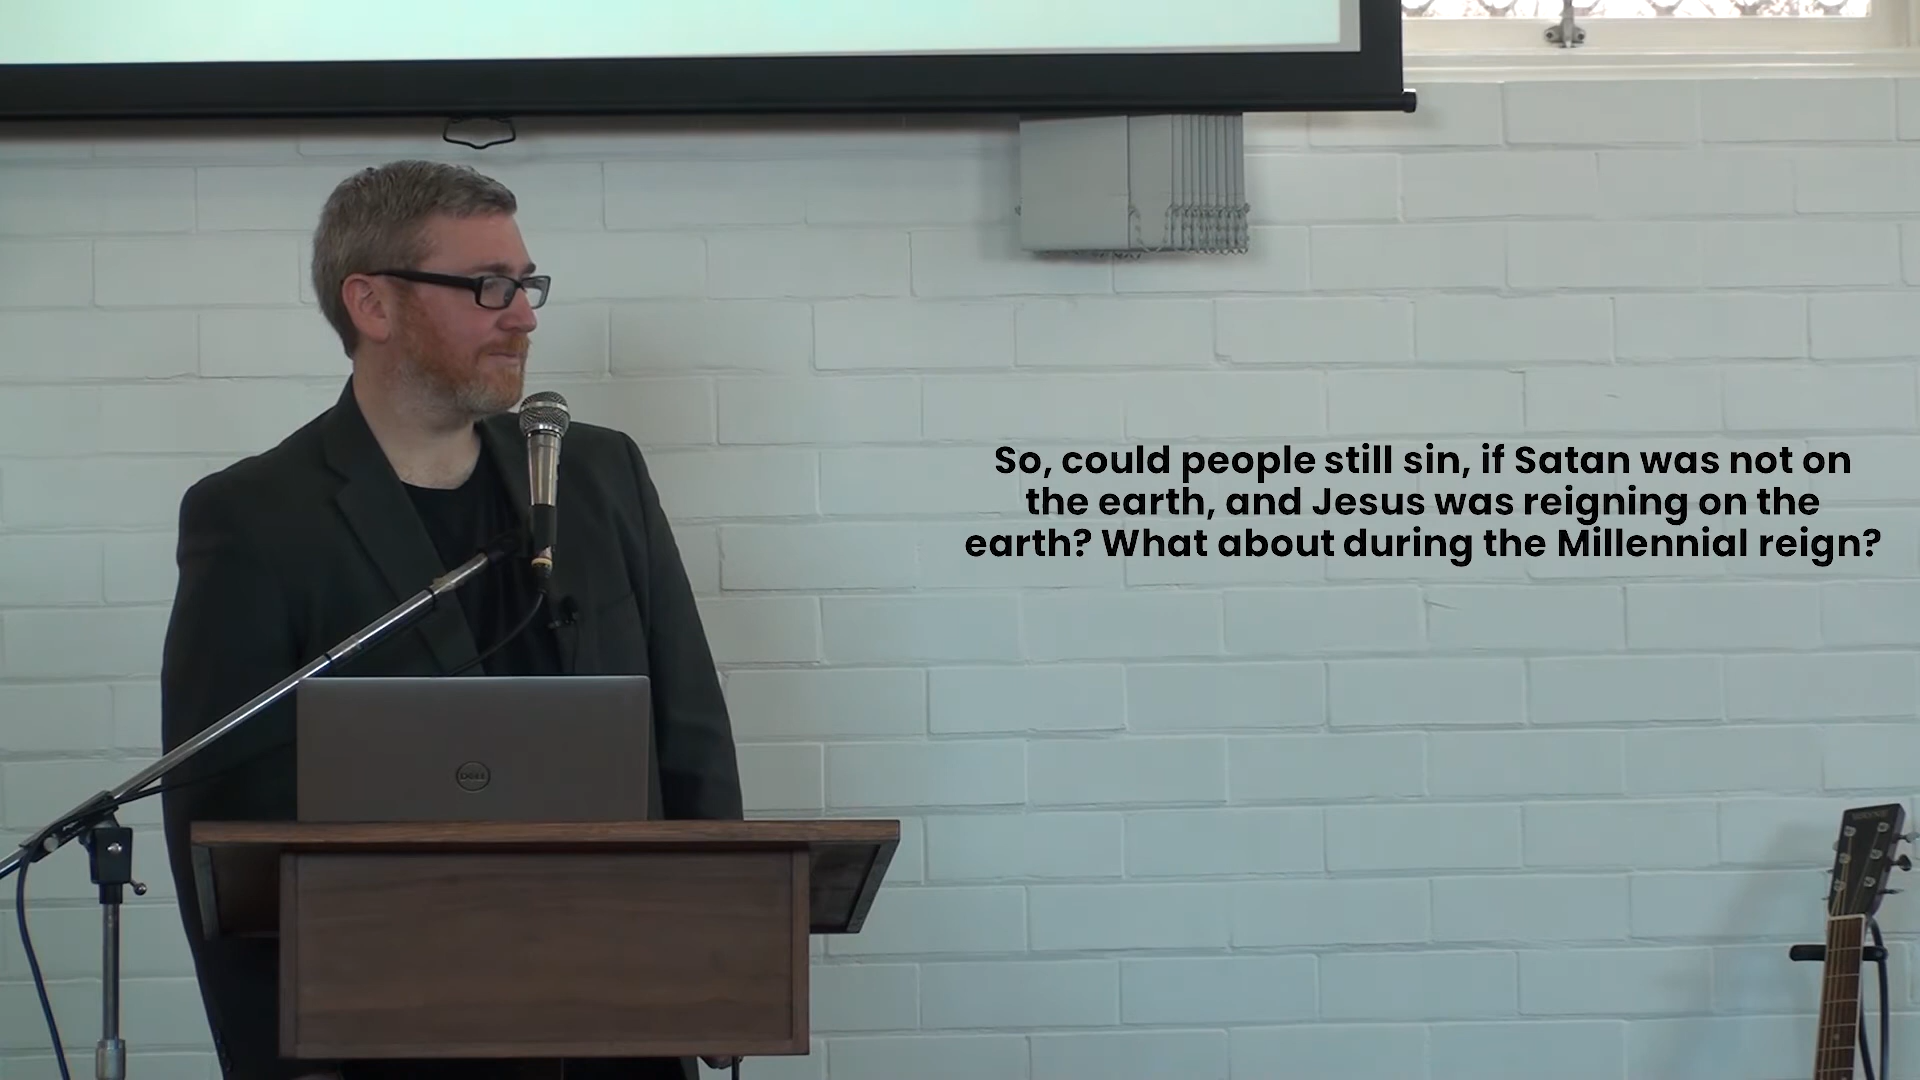 So, could people still sin, if Satan was not on
the earth, and Jesus was reigning on the
earth? What about during the Millennial reign?
DELL